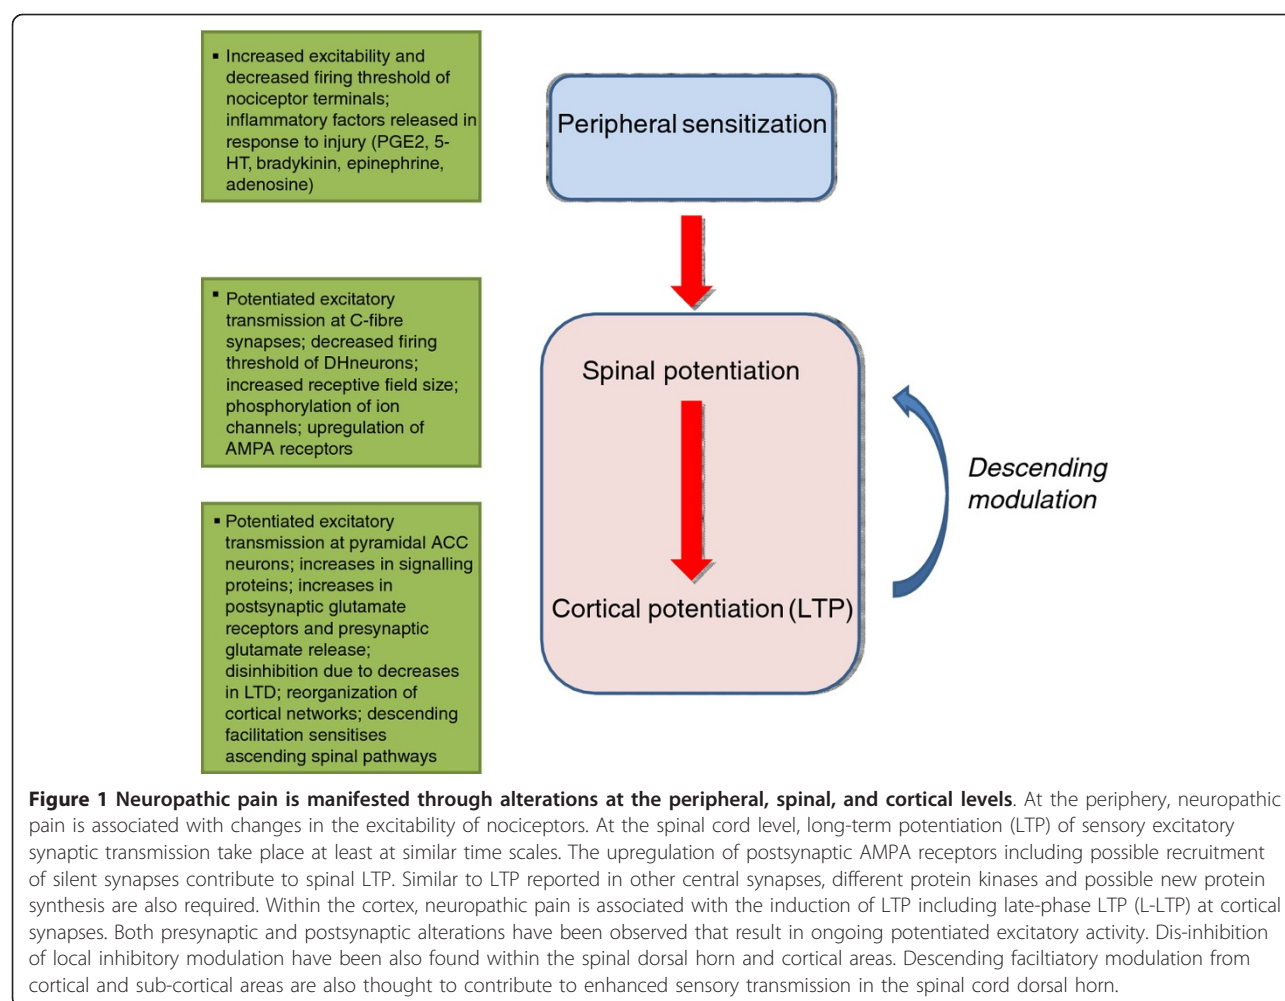 ▪ Increased excitability and
decreased firing threshold of
nociceptor terminals;
inflammatory factors released in
response to injury (PGE2, 5-
HT, bradykinin, epinephrine,
adenosine)
Peripheral sensitization
▪ Potentiated excitatory
transmission at C-fibre
synapses; decreased firing
threshold of DHneurons;
increased receptive field size;
phosphorylation of ion
channels; upregulation of
AMPA receptors
Spinal potentiation
Descending
modulation
▪ Potentiated excitatory
transmission at pyramidal ACC
neurons; increases in signalling
proteins; increases in
postsynaptic glutamate
receptors and presynaptic
glutamate release;
disinhibition due to decreases
in LTD; reorganization of
cortical networks; descending
facilitation sensitises
ascending spinal pathways
Cortical potentiation (LTP)
Figure 1 Neuropathic pain is manifested through alterations at the peripheral, spinal, and cortical levels. At the periphery, neuropathic
pain is associated with changes in the excitability of nociceptors. At the spinal cord level, long-term potentiation (LTP) of sensory excitatory
synaptic transmission take place at least at similar time scales. The upregulation of postsynaptic AMPA receptors including possible recruitment
of silent synapses contribute to spinal LTP. Similar to LTP reported in other central synapses, different protein kinases and possible new protein
synthesis are also required. Within the cortex, neuropathic pain is associated with the induction of LTP including late-phase LTP (L-LTP) at cortical
synapses. Both presynaptic and postsynaptic alterations have been observed that result in ongoing potentiated excitatory activity. Dis-inhibition
of local inhibitory modulation have been also found within the spinal dorsal horn and cortical areas. Descending faciltiatory modulation from
cortical and sub-cortical areas are also thought to contribute to enhanced sensory transmission in the spinal cord dorsal horn.